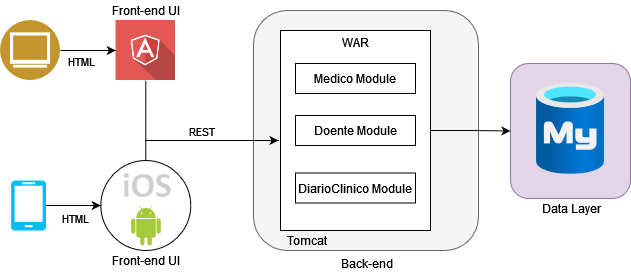 Front-end UI
HTML
A
REST
iOS
HTML
Front-end UI
WAR
Medico Module
Doente Module
DiarioClinico Module
Tomcat
Back-end
My
Data Layer